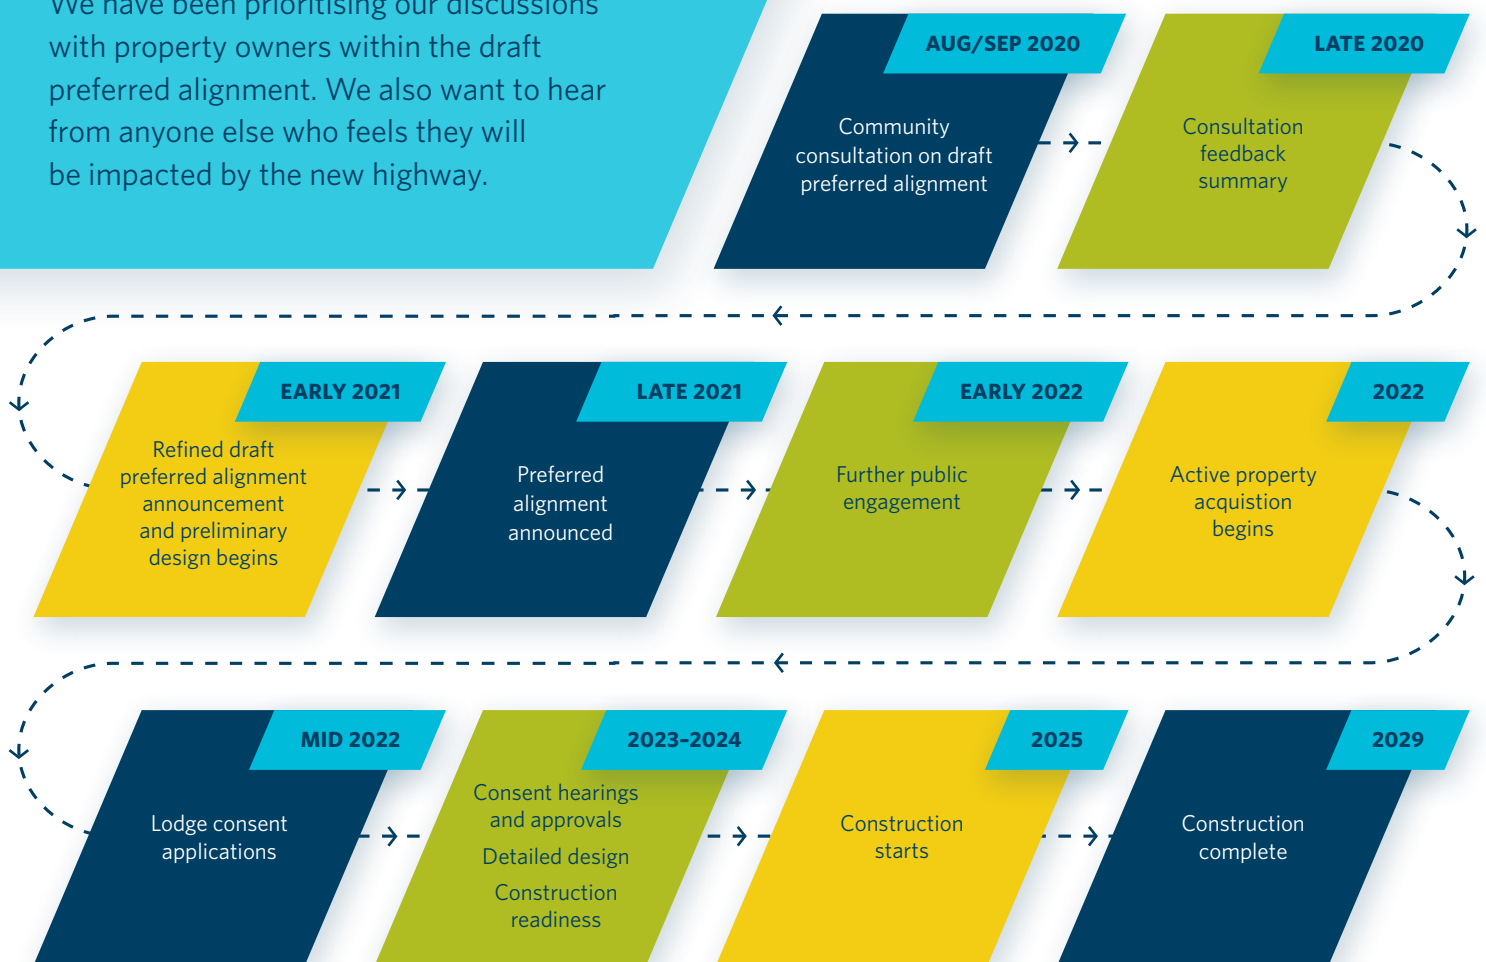 We have been prioritising our discussions
with property owners within the draft
preferred alignment. We also want to hear
from anyone else who feels they will
be impacted by the new highway.
AUG/SEP 2020
Community
consultation on draft
preferred alignment
LATE 2020
Consultation
feedback
summary
EARLY 2021
Refined draft
preferred alignment
announcement
and preliminary
design begins
LATE 2021
Preferred
alignment
announced
EARLY 2022
Further public
engagement
2022
Active property
acquistion
begins
MID 2022
Lodge consent
applications
2023–2024
Consent hearings
and approvals
Detailed design
Construction
readiness
2025
Construction
starts
2029
Construction
complete